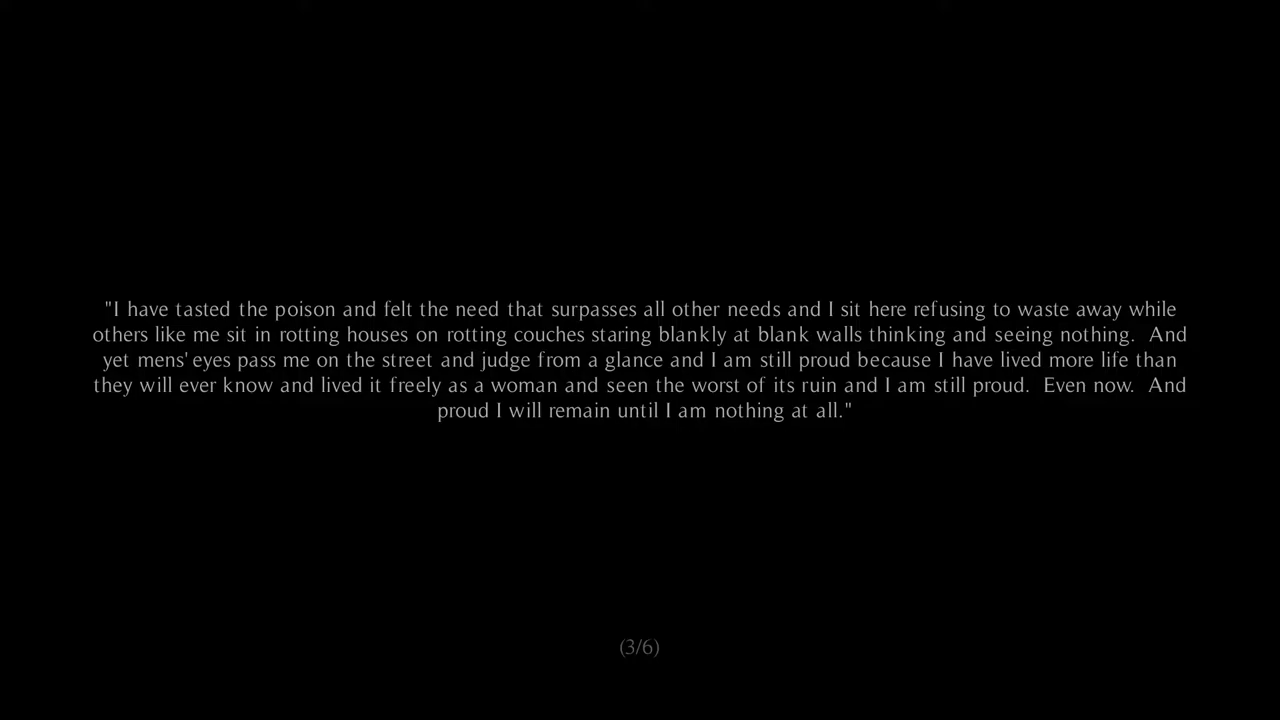 "I have tasted the poison and felt the need that surpasses all other needs and I sit here refusing to waste away while
others like me sit in rotting houses on rotting couches staring blankly at blank walls thinking and seeing nothing.  And
yet mens' eyes pass me on the street and judge from a glance and I am still proud because I have lived more life than
they will ever know and lived it freely as a woman and seen the worst of its ruin and I am still proud.  Even now.  And
proud I will remain until I am nothing at all."
(3/6)